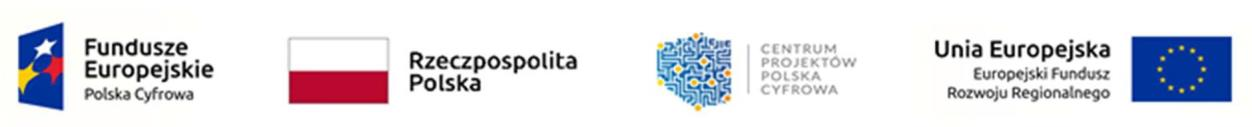 Fundusze
Europejskie
Polska Cyfrowa
Rzeczpospolita
Polska
CENTRUM
PROJEKTÓW
POLSKA
CYFROWA
Unia Europejska
Europejski Fundusz
Rozwoju Regionalnego